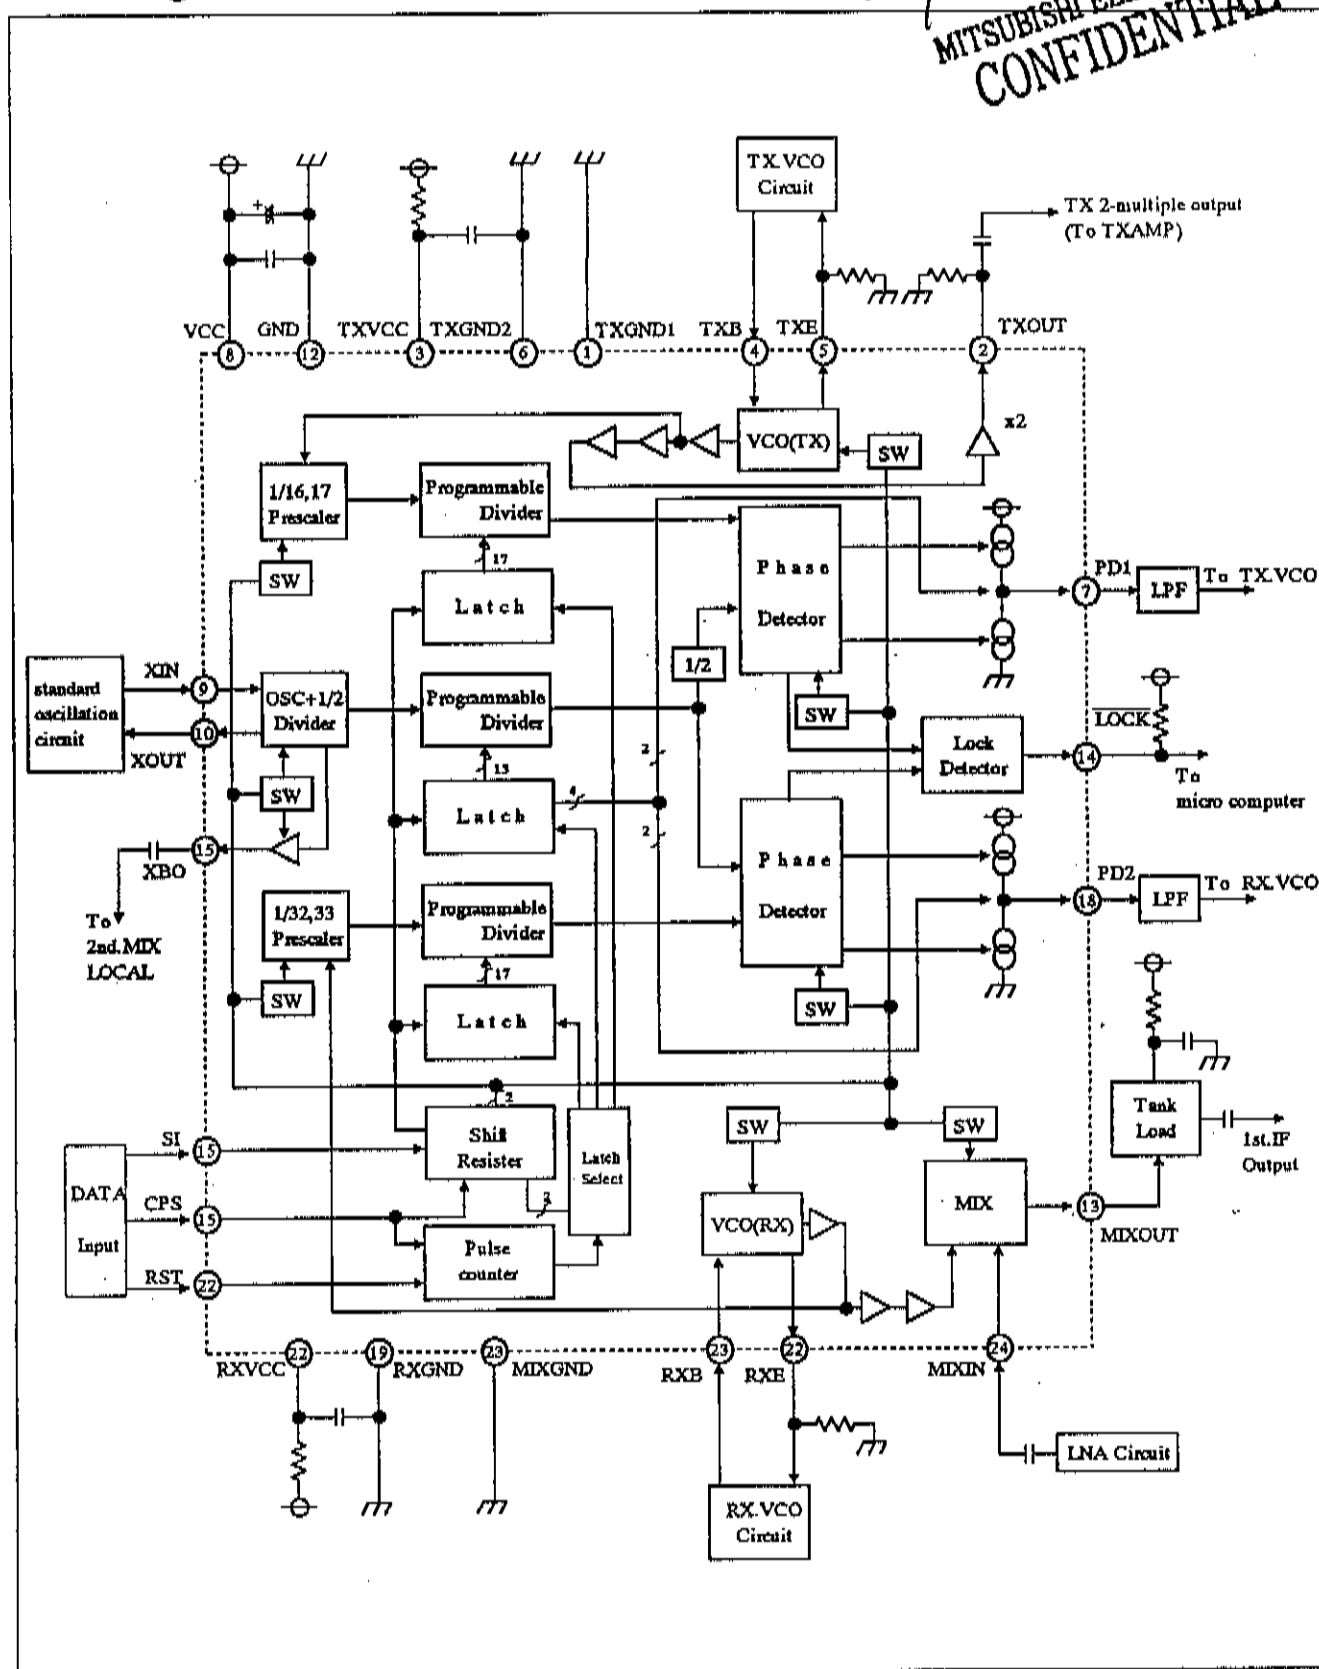 MITSUBISHI
CONFIDENTIAL
TX.VCO
Circuit
TX 2-multiple output
(To TXAMP)
VCC
GND
TXVCC
TXGND2
TXGND1
TXB
TXE
TXOUT
8
12
3
6
1
4
5
2
+
x2
VCO(TX)
SW
1/16,17
Prescaler
Programmable
Divider
SW
17
Latch
Phase
Detector
PD1
7
LPF
To TX.VCO
1/2
SW
standard
oscillation
circuit
XIN
9
10
XOUT
OSC+1/2
Divider
Programmable
Divider
SW
13
Latch
4
2
2
Lock
Detector
LOCK
14
To
micro computer
15
XBO
To
2nd.MIX
LOCAL
1/32,33
Prescaler
Programmable
Divider
SW
17
Latch
Phase
Detector
SW
PD2
18
LPF
To RX.VCO
2
DATA
Input
SI
15
CPS
15
RST
22
Shift
Resister
2
Latch
Select
Pulse
counter
SW
SW
VCO(RX)
MIX
Tank
Load
1st.IF
Output
13
MIXOUT
22
19
23
23
22
24
RXVCC
RXGND
MIXGND
RXB
RXE
MIXIN
LNA Circuit
RX.VCO
Circuit